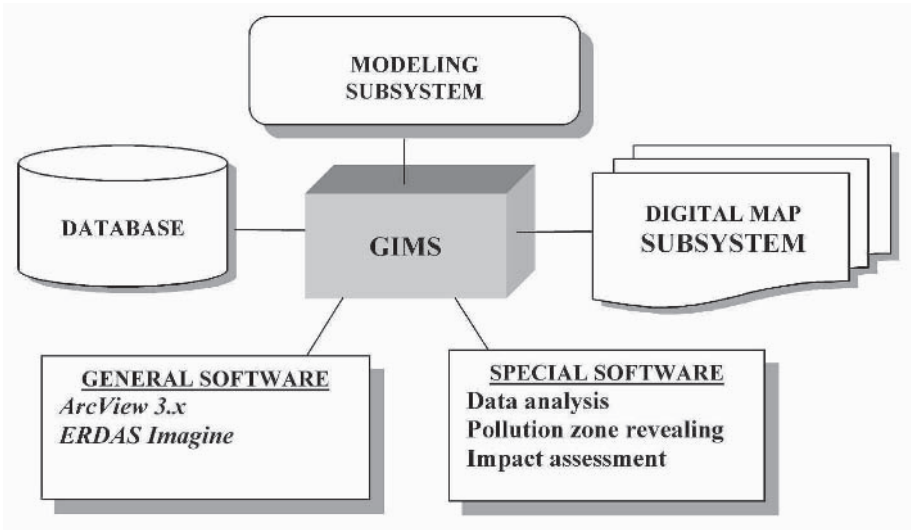 MODELING
SUBSYSTEM
DATABASE
GIMS
DIGITAL MAP
SUBSYSTEM
GENERAL SOFTWARE
ArcView 3.x
ERDAS Imagine
SPECIAL SOFTWARE
Data analysis
Pollution zone revealing
Impact assessment